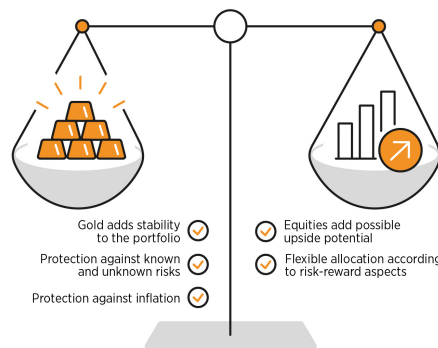 Gold adds stability
to the portfolio
Protection against known
and unknown risks
Protection against inflation
Equities add possible
upside potential
Flexible allocation according
to risk-reward aspects